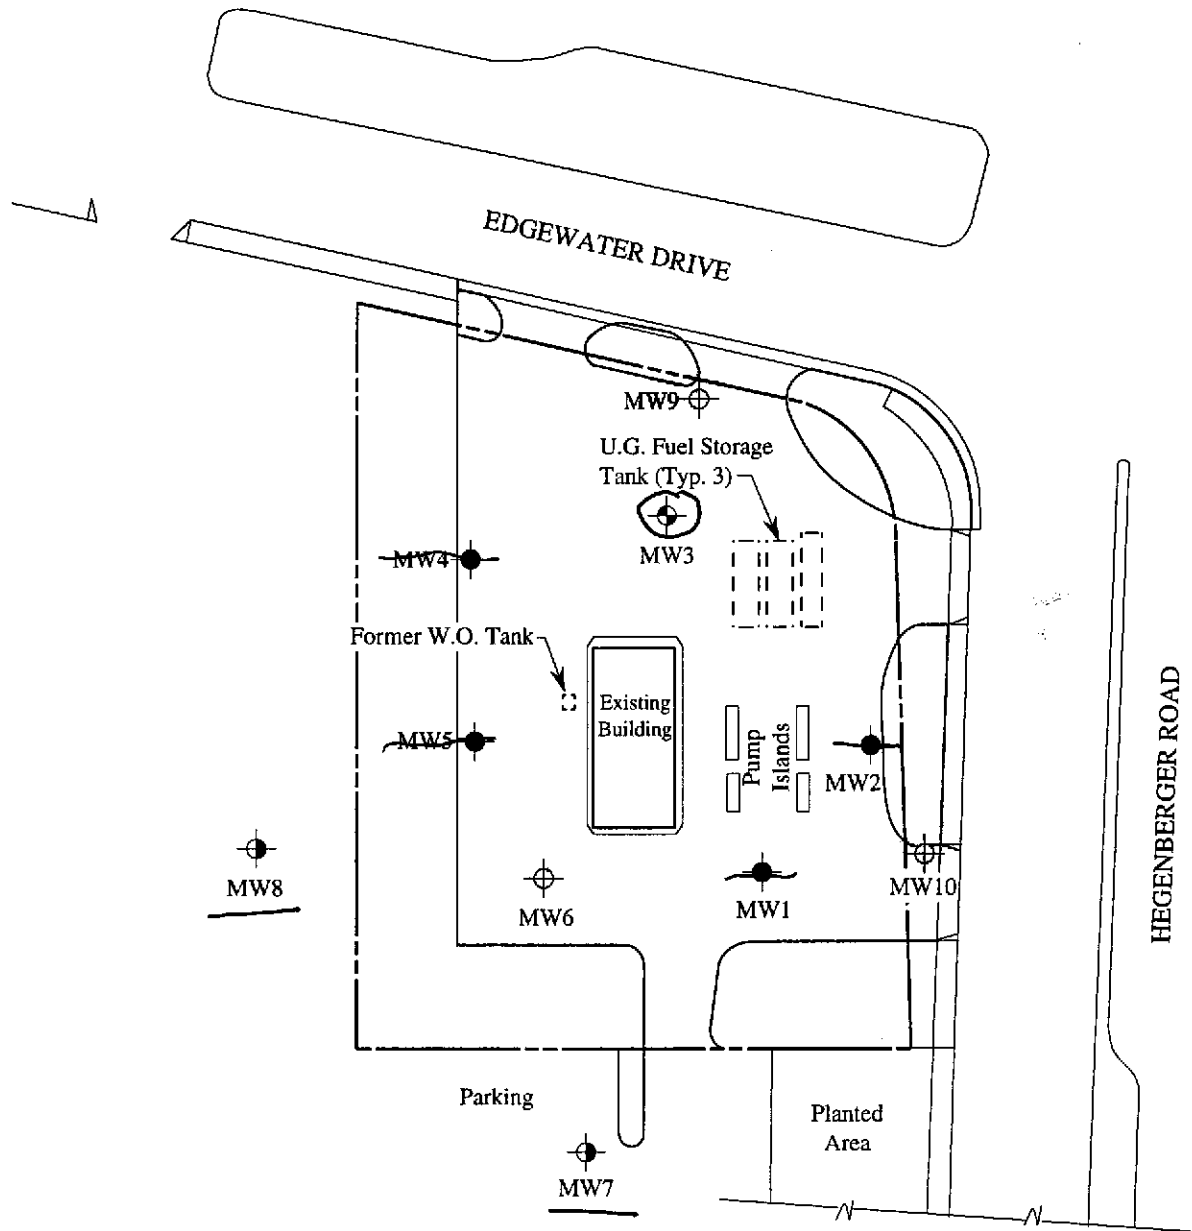 EDGEWATER DRIVE
MW9
U.G. Fuel Storage
Tank (Typ. 3)
MW3
MW4
Former W.O. Tank
Existing
Building
Pump
Islands
MW5
MW2
HEGENBERGER ROAD
MW8
MW6
MW1
MW10
Parking
Planted
Area
MW7